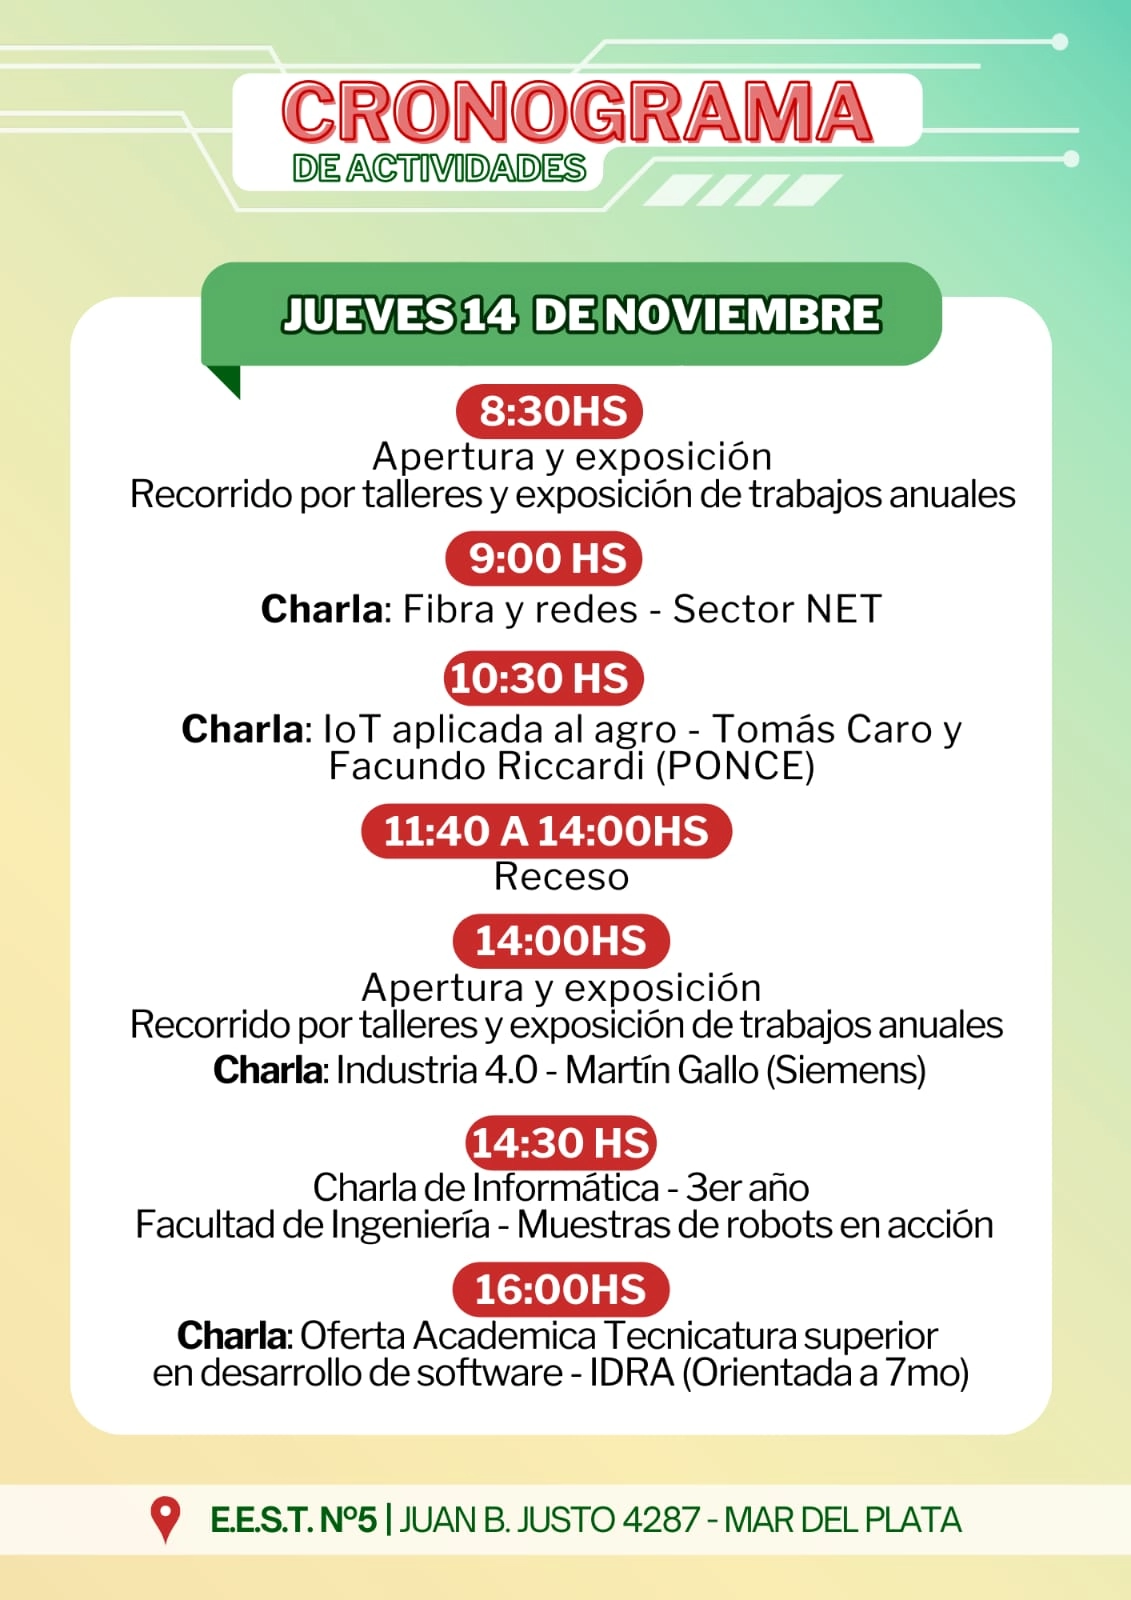 CRONOGRAMA
DE ACTIVIDADES
JUEVES 14 DE NOVIEMBRE
8:30HS
Apertura y exposición
Recorrido por talleres y exposición de trabajos anuales
9:00 HS
Charla: Fibra y redes - Sector NET
10:30 HS
Charla: IoT aplicada al agro - Tomás Caro y
Facundo Riccardi (PONCE)
11:40 A 14:00HS
Receso
14:00HS
Apertura y exposición
Recorrido por talleres y exposición de trabajos anuales
Charla: Industria 4.0 - Martín Gallo (Siemens)
14:30 HS
Charla de Informática - 3er año
Facultad de Ingeniería - Muestras de robots en acción
16:00HS
Charla: Oferta Academica Tecnicatura superior
en desarrollo de software - IDRA (Orientada a 7mo)
E.E.S.T. Nº5 | JUAN B. JUSTO 4287 - MAR DEL PLATA